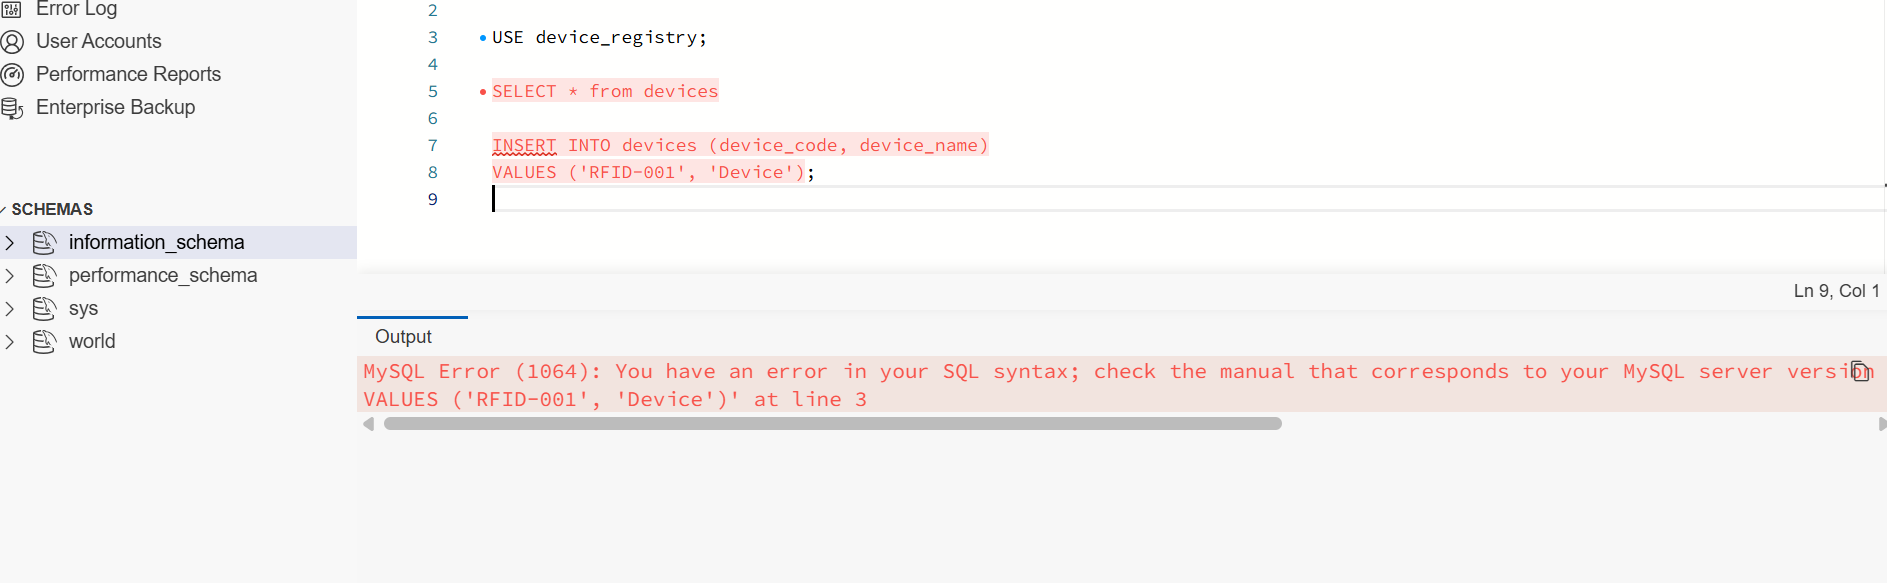 Error Log
User Accounts
Performance Reports
Enterprise Backup
SCHEMAS
information_schema
performance_schema
sys
world
2
3 USE device_registry;
4
5 SELECT * from devices
6
7 INSERT INTO devices (device_code, device_name)
8 VALUES ('RFID-001', 'Device');
9
Ln 9, Col 1
Output
MySQL Error (1064): You have an error in your SQL syntax; check the manual that corresponds to your MySQL server version
VALUES ('RFID-001', 'Device')' at line 3